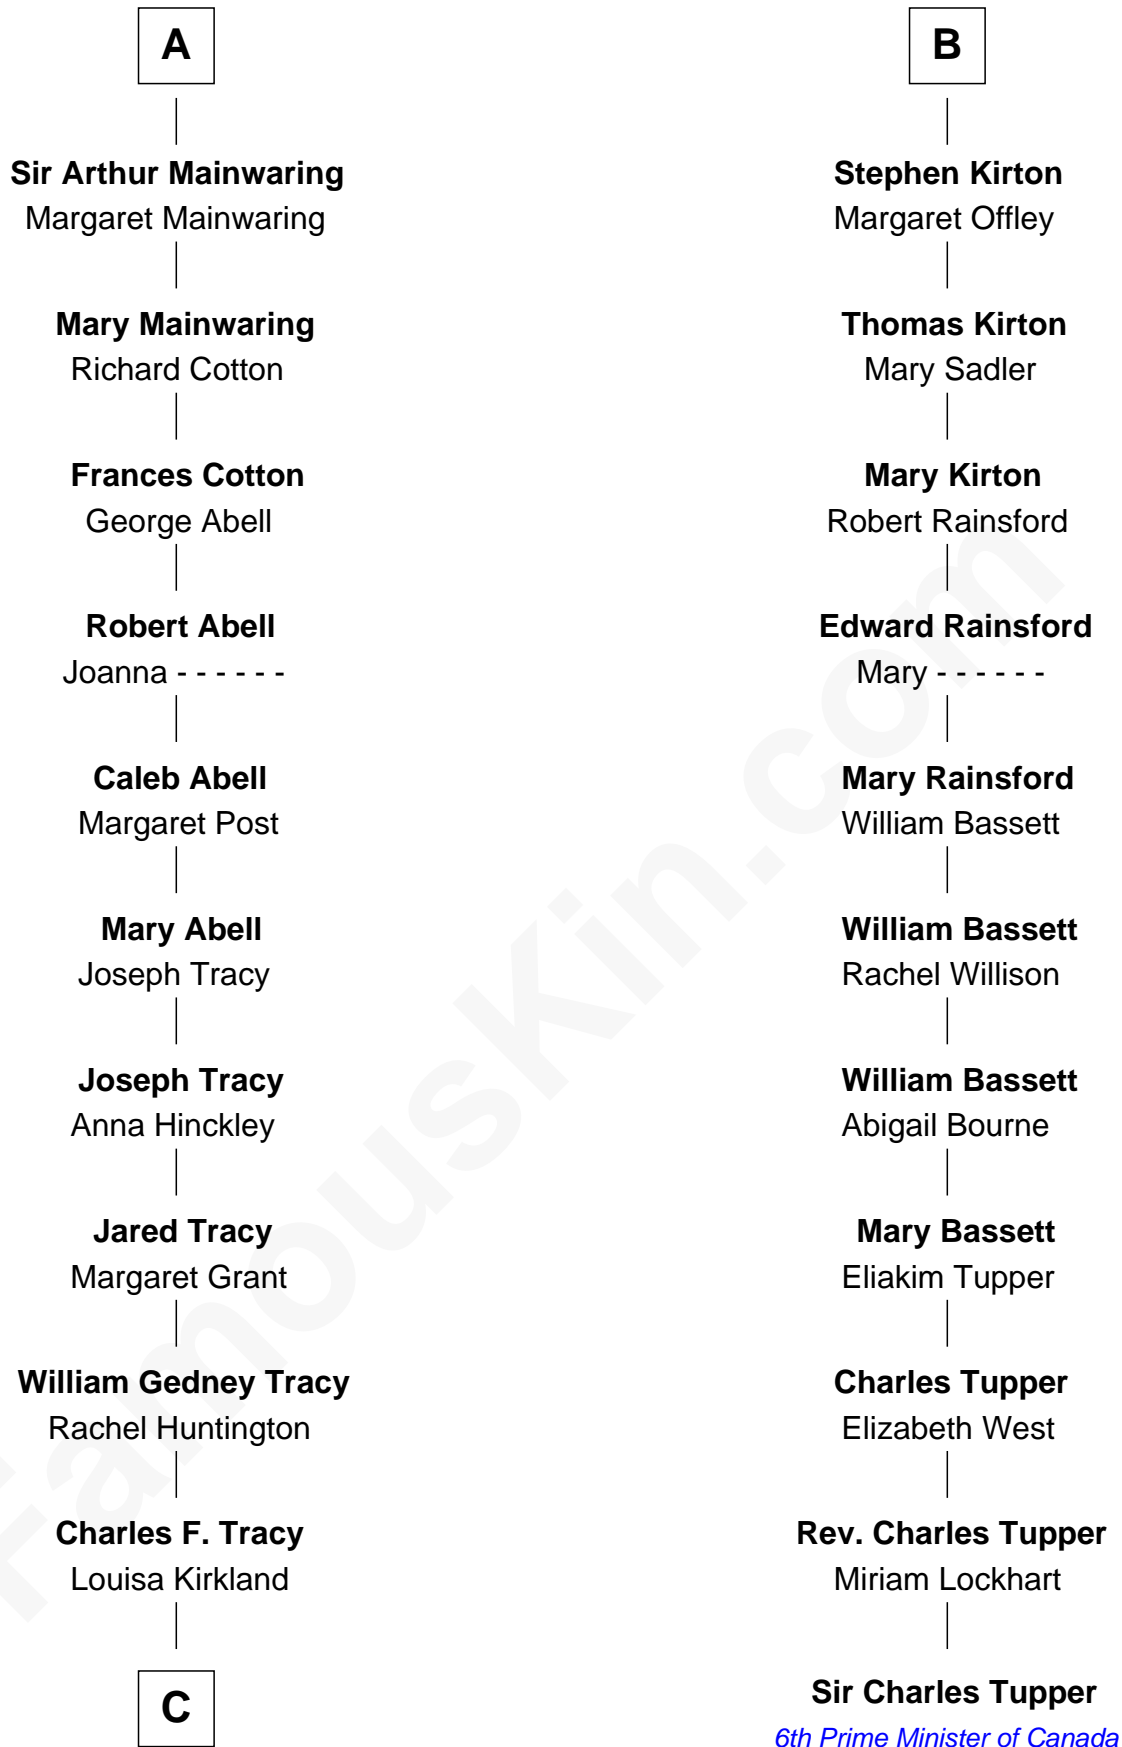 A
Sir Arthur Mainwaring
Margaret Mainwaring
Mary Mainwaring
Richard Cotton
Frances Cotton
George Abell
Robert Abell
Joanna - - - - - -
Caleb Abell
Margaret Post
Mary Abell
Joseph Tracy
Joseph Tracy
Anna Hinckley
Jared Tracy
Margaret Grant
William Gedney Tracy
Rachel Huntington
Charles F. Tracy
Louisa Kirkland
C
B
Stephen Kirton
Margaret Offley
Thomas Kirton
Mary Sadler
Mary Kirton
Robert Rainsford
Edward Rainsford
Mary - - - - - -
Mary Rainsford
William Bassett
William Bassett
Rachel Willison
William Bassett
Abigail Bourne
Mary Bassett
Eliakim Tupper
Charles Tupper
Elizabeth West
Rev. Charles Tupper
Miriam Lockhart
Sir Charles Tupper
6th Prime Minister of Canada
FamousKin.com